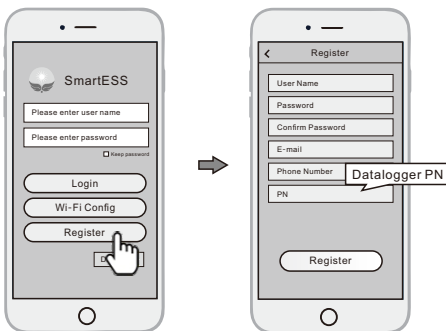 SmartESS
Please enter user name
Please enter password
Keep password
Login
Wi-Fi Config
Register
Register
User Name
Password
Confirm Password
E-mail
Phone Number
Datalogger PN
PN
Register